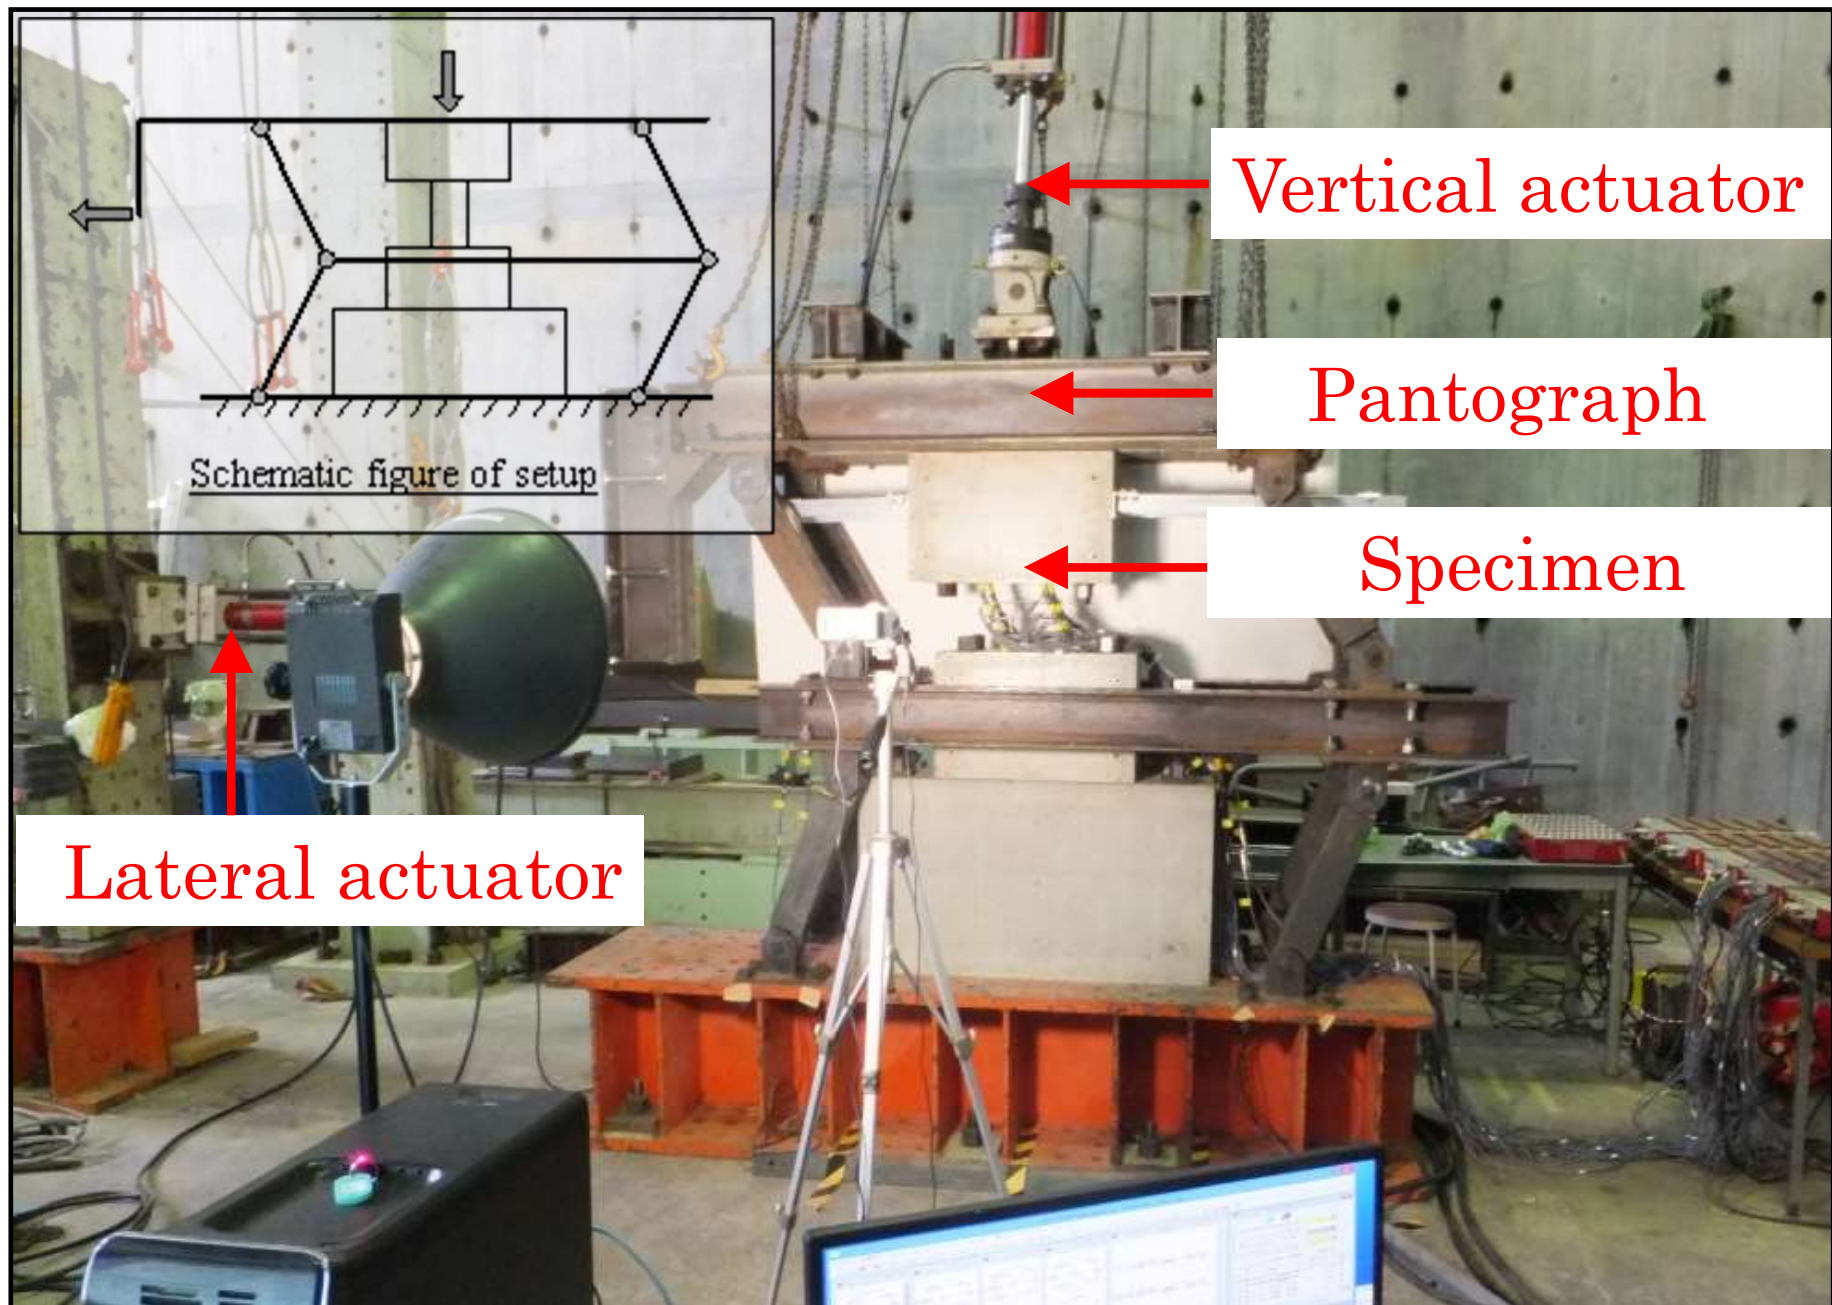 Vertical actuator
Pantograph
Schematic figure of setup
Specimen
Lateral actuator